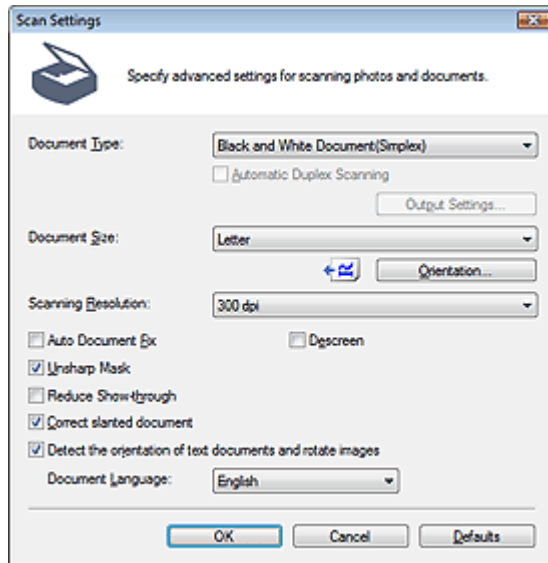 Scan Settings
Specify advanced settings for scanning photos and documents.
Document Type:
Black and White Document(Simplex)
Automatic Duplex Scanning
Output Settings...
Document Size:
Letter
Orientation...
Scanning Resolution:
300 dpi
Auto Document Fix
Descreen
Unsharp Mask
Reduce Show-through
Correct slanted document
Detect the orientation of text documents and rotate images
Document Language:
English
OK
Cancel
Defaults